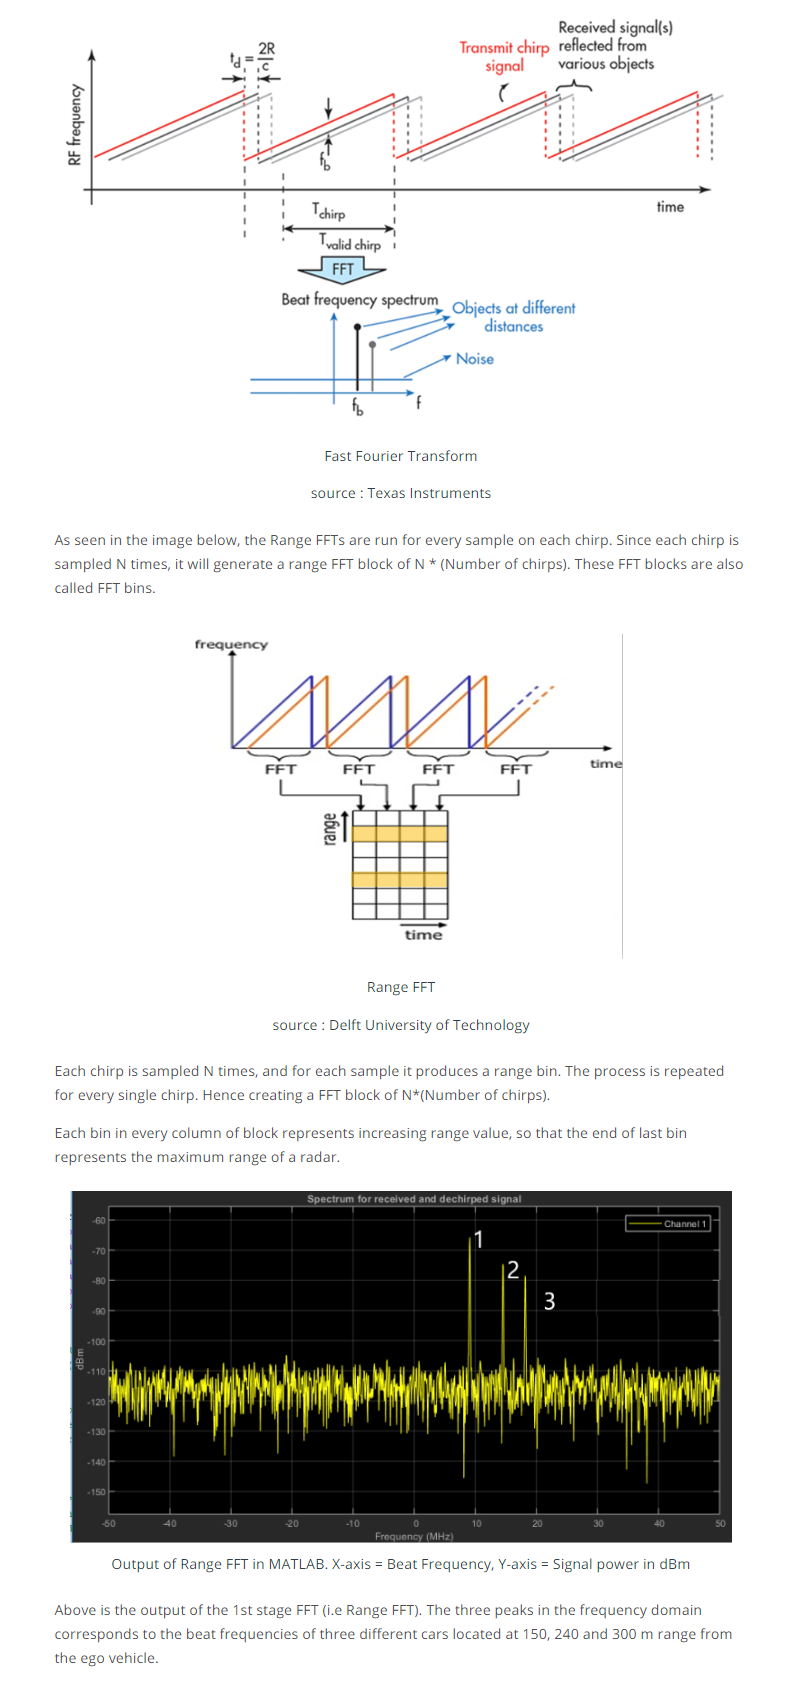 Received signal(s)
Transmit chirp reflected from
signal various objects
td = 2R
c
RF frequency
fb
time
Tchirp
Tvalid chirp
FFT
Beat frequency spectrum
Objects at different
distances
Noise
fb
f
Fast Fourier Transform
source : Texas Instruments
As seen in the image below, the Range FFTs are run for every sample on each chirp. Since each chirp is
sampled N times, it will generate a range FFT block of N * (Number of chirps). These FFT blocks are also
called FFT bins.
frequency
FFT FFT FFT FFT
time
range
time
Range FFT
source : Delft University of Technology
Each chirp is sampled N times, and for each sample it produces a range bin. The process is repeated
for every single chirp. Hence creating a FFT block of N*(Number of chirps).
Each bin in every column of block represents increasing range value, so that the end of last bin
represents the maximum range of a radar.
Spectrum for received and dechirped signal
Channel 1
1
2
3
-60
-70
-80
-90
-100
-110
-120
-130
-140
-150
dBm
-50 -40 -30 -20 -10 0 10 20 30 40 50
Frequency (MHz)
Output of Range FFT in MATLAB. X-axis = Beat Frequency, Y-axis = Signal power in dBm
Above is the output of the 1st stage FFT (i.e Range FFT). The three peaks in the frequency domain
corresponds to the beat frequencies of three different cars located at 150, 240 and 300 m range from
the ego vehicle.